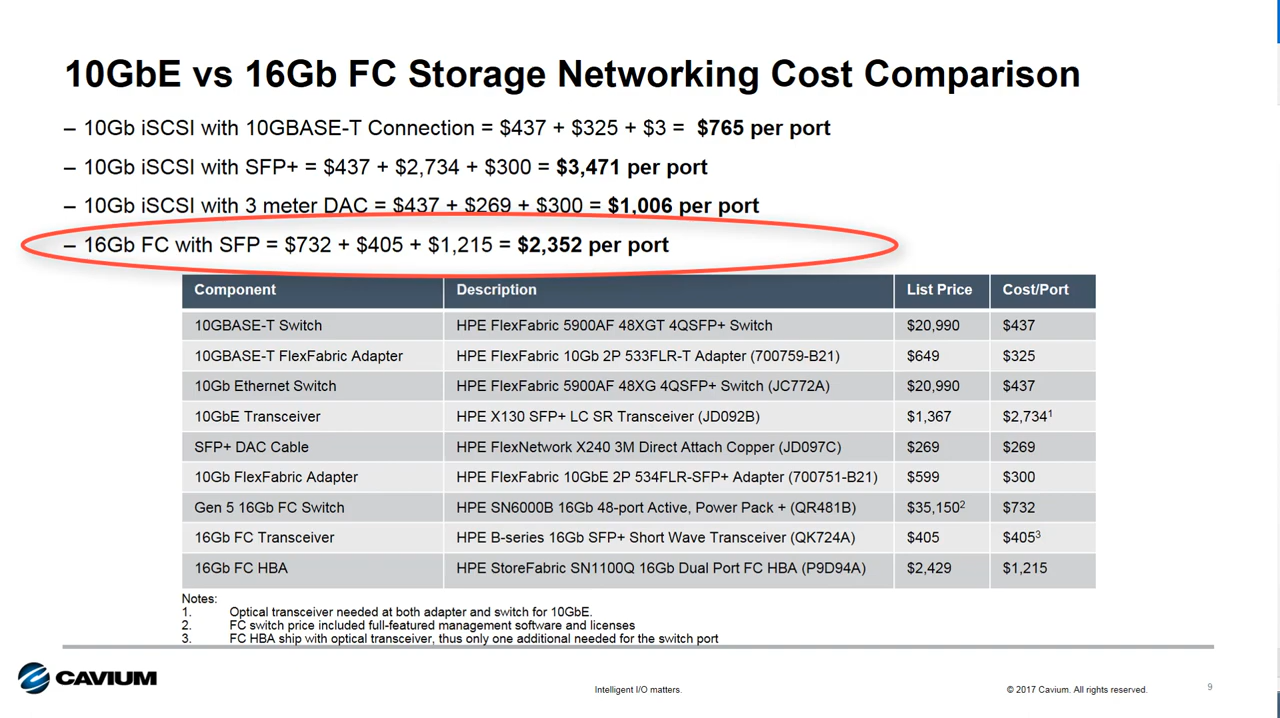 10GbE vs 16Gb FC Storage Networking Cost Comparison
– 10Gb iSCSI with 10GBASE-T Connection = $437 + $325 + $3 = $765 per port
– 10Gb iSCSI with SFP+ = $437 + $2,734 + $300 = $3,471 per port
– 10Gb iSCSI with 3 meter DAC = $437 + $269 + $300 = $1,006 per port
– 16Gb FC with SFP = $732 + $405 + $1,215 = $2,352 per port
Component Description List Price Cost/Port
10GBASE-T Switch HPE FlexFabric 5900AF 48XGT 4QSFP+ Switch $20,990 $437
10GBASE-T FlexFabric Adapter HPE FlexFabric 10Gb 2P 533FLR-T Adapter (700759-B21) $649 $325
10Gb Ethernet Switch HPE FlexFabric 5900AF 48XG 4QSFP+ Switch (JC772A) $20,990 $437
10GbE Transceiver HPE X130 SFP+ LC SR Transceiver (JD092B) $1,367 $2,734¹
SFP+ DAC Cable HPE FlexNetwork X240 3M Direct Attach Copper (JD097C) $269 $269
10Gb FlexFabric Adapter HPE FlexFabric 10GbE 2P 534FLR-SFP+ Adapter (700751-B21) $599 $300
Gen 5 16Gb FC Switch HPE SN6000B 16Gb 48-port Active, Power Pack + (QR481B) $35,150² $732
16Gb FC Transceiver HPE B-series 16Gb SFP+ Short Wave Transceiver (QK724A) $405 $405³
16Gb FC HBA HPE StoreFabric SN1100Q 16Gb Dual Port FC HBA (P9D94A) $2,429 $1,215
Notes:
1. Optical transceiver needed at both adapter and switch for 10GbE.
2. FC switch price included full-featured management software and licenses
3. FC HBA ship with optical transceiver, thus only one additional needed for the switch port
CAVIUM
Intelligent I/O matters.
© 2017 Cavium. All rights reserved.
9